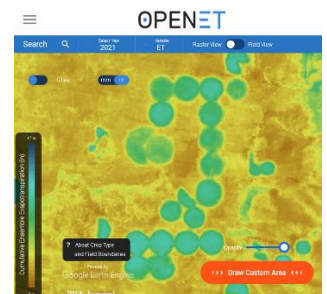 OPENET
Search
Select Year
2021
Variable
ET
Raster View
Field View
Cities
mm
in
Cumulative Ensemble Evapotranspiration (in)
? About Crop Type
and Field Boundaries
Powered by
Google Earth Engine
Opacity
Draw Custom Area